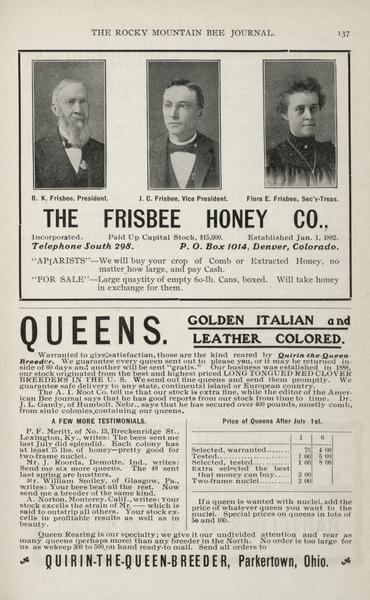 THE ROCKY MOUNTAIN BEE JOURNAL. 137
R. K. Frisbee, President. J. C. Frisbee, Vice President. Flora E. Frisbee, Sec'y-Treas.
THE FRISBEE HONEY CO.,
Incorporated. Paid Up Capital Stock, $15,000. Established Jan. 1, 1882.
Telephone South 298. P. O. Box 1014, Denver, Colorado.
"APIARISTS"—We will buy your crop of Comb or Extracted Honey, no
matter how large, and pay Cash.
"FOR SALE"—Large quaytity of empty 60-lb. Cans, boxed. Will take honey
in exchange for them.
QUEENS. GOLDEN ITALIAN and
LEATHER COLORED.
Warranted to give satisfaction, those are the kind reared by Quirin-the-Queen-
Breeder. We guarantee every queen sent out to please you, or it may be returned in-
side of 60 days and another will be sent "gratis." Our business was established in 1888,
our stock originated from the best and highest priced LONG TONGUED RED CLOVER
BREEDERS IN THE U. S. We send out fine queens and send them promptly. We
guarantee safe delivery to any state, continental island or European country.
The A. I. Root Co. tell us that our stock is extra fine, while the editor of the Amer-
ican Bee Journal says that he has good reports from our stock from time to time. Dr.
J. L. Gandy, of Humbolt, Nebr., says that he has secured over 400 pounds, mostly comb,
from sinle colonies containing our queens.
A FEW MORE TESTIMONIALS.
P. F. Meritt, of No. 13, Breckenridge St.,
Lexington, Ky., writes: The bees sent me
last july did splendid. Each colony has
at least 75 lbs. of honey—pretty good for
two-frame nuclei.
Mr. J. Roorda, Demotte, Ind., writes:
Send me six more queens. The 48 sent
last spring are hustlers.
Mr. William Smiley, of Glasgow, Pa.,
writes: Your bees beat all the rest. Now
send me a breeder of the same kind.
A. Norton, Monterey, Calif., writes: Your
stock excells the strain of Mr. — which is
said to outstrip all others. Your stock ex-
cels in profitable results as well as in
beauty.
Price of Queens After July 1st.
1 6
Selected, warranted 75 4 00
Tested 1 00 5 00
Selected, tested 1 00 8 00
Extra selected the best
that money can buy 3 00
Two-frame nuclei 2 00
If a queen is wanted with nuclei, add the
price of whatever queen you want to the
nuclei. Special prices on queens in lots of
50 and 100.
Queen Rearing is our specialty; we give it our undivided attention and rear as
many queens (perhaps more) than any breeder in the North. No order is too large for
us as wekeep 300 to 500 on hand ready-to mail. Send all orders to
QUIRIN-THE-QUEEN-BREEDER, Parkertown, Ohio.